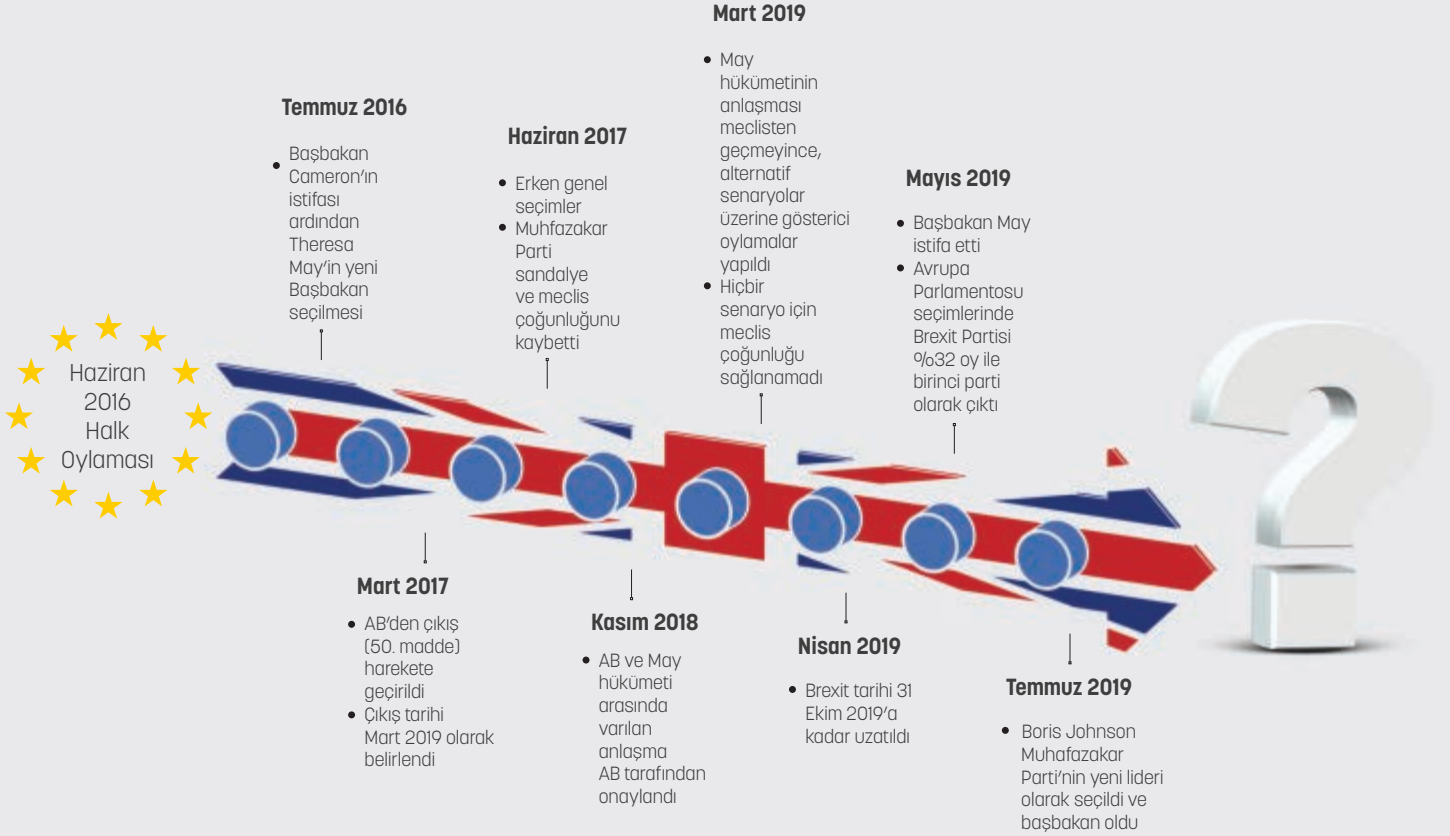 Haziran
2016
Halk
Oylaması
Temmuz 2016
Başbakan
Cameron'ın
istifası
ardından
Theresa
May'in yeni
Başbakan
seçilmesi
Mart 2017
AB'den çıkış
(50. madde)
harekete
geçirildi
Çıkış tarihi
Mart 2019 olarak
belirlendi
Haziran 2017
Erken genel
seçimler
Muhfazakar
Parti
sandalye
ve meclis
çoğunluğunu
kaybetti
Kasım 2018
AB ve May
hükümeti
arasında
varılan
anlaşma
AB tarafından
onaylandı
Mart 2019
May
hükümetinin
anlaşması
meclisten
geçmeyince,
alternatif
senaryolar
üzerine gösterici
oylamalar
yapıldı
Hiçbir
senaryo için
meclis
çoğunluğu
sağlanamadı
Nisan 2019
Brexit tarihi 31
Ekim 2019'a
kadar uzatıldı
Mayıs 2019
Başbakan May
istifa etti
Avrupa
Parlamentosu
seçimlerinde
Brexit Partisi
%32 oy ile
birinci parti
olarak çıktı
Temmuz 2019
Boris Johnson
Muhafazakar
Parti'nin yeni lideri
olarak seçildi ve
başbakan oldu
?